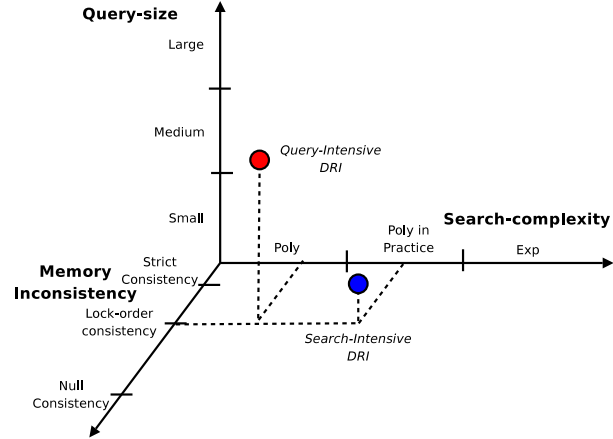 Query-size
Large
Medium
Query-Intensive
DRI
Small
Search-complexity
Poly in
Practice
Poly
Exp
Strict
Consistency
Memory
Inconsistency
Lock-order
consistency
Search-Intensive
DRI
Null
Consistency